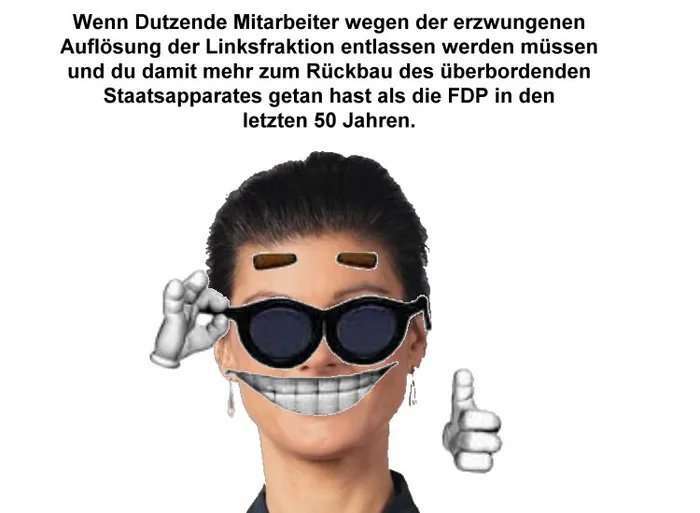 Wenn Dutzende Mitarbeiter wegen der erzwungenen
Auflösung der Linksfraktion entlassen werden müssen
und du damit mehr zum Rückbau des überbordenden
Staatsapparates getan hast als die FDP in den
letzten 50 Jahren.